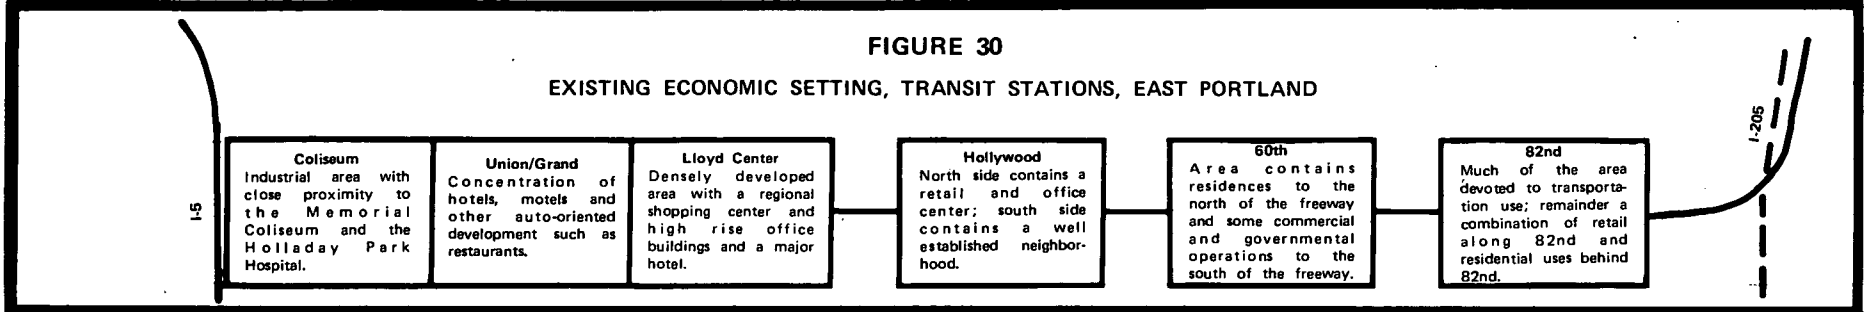 FIGURE 30
EXISTING ECONOMIC SETTING, TRANSIT STATIONS, EAST PORTLAND
I-5
Coliseum
Industrial area with
close proximity to
the Memorial
Coliseum and the
Holladay Park
Hospital.
Union/Grand
Concentration of
hotels, motels and
other auto-oriented
development such as
restaurants.
Lloyd Center
Densely developed
area with a regional
shopping center and
high rise office
buildings and a major
hotel.
Hollywood
North side contains a
retail and office
center; south side
contains a well
established neighbor-
hood.
60th
Area contains
residences to the
north of the freeway
and some commercial
and governmental
operations to the
south of the freeway.
82nd
Much of the area
devoted to transporta-
tion use; remainder a
combination of retail
along 82nd and
residential uses behind
82nd.
I-205